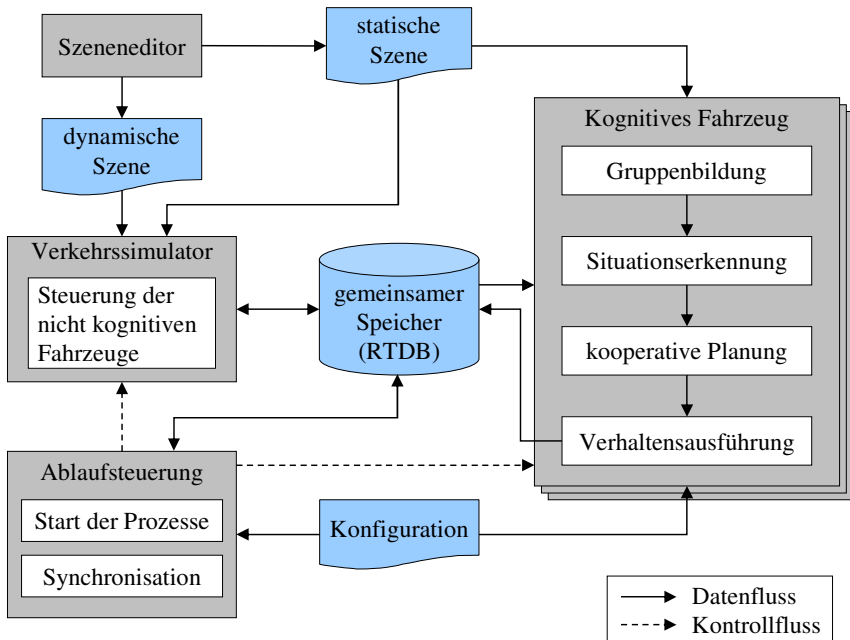 Szeneneditor
statische
Szene
dynamische
Szene
Kognitives Fahrzeug
Gruppenbildung
Situationserkennung
kooperative Planung
Verhaltensausführung
Verkehrssimulator
Steuerung der
nicht kognitiven
Fahrzeuge
gemeinsamer
Speicher
(RTDB)
Ablaufsteuerung
Start der Prozesse
Synchronisation
Konfiguration
Datenfluss
Kontrollfluss